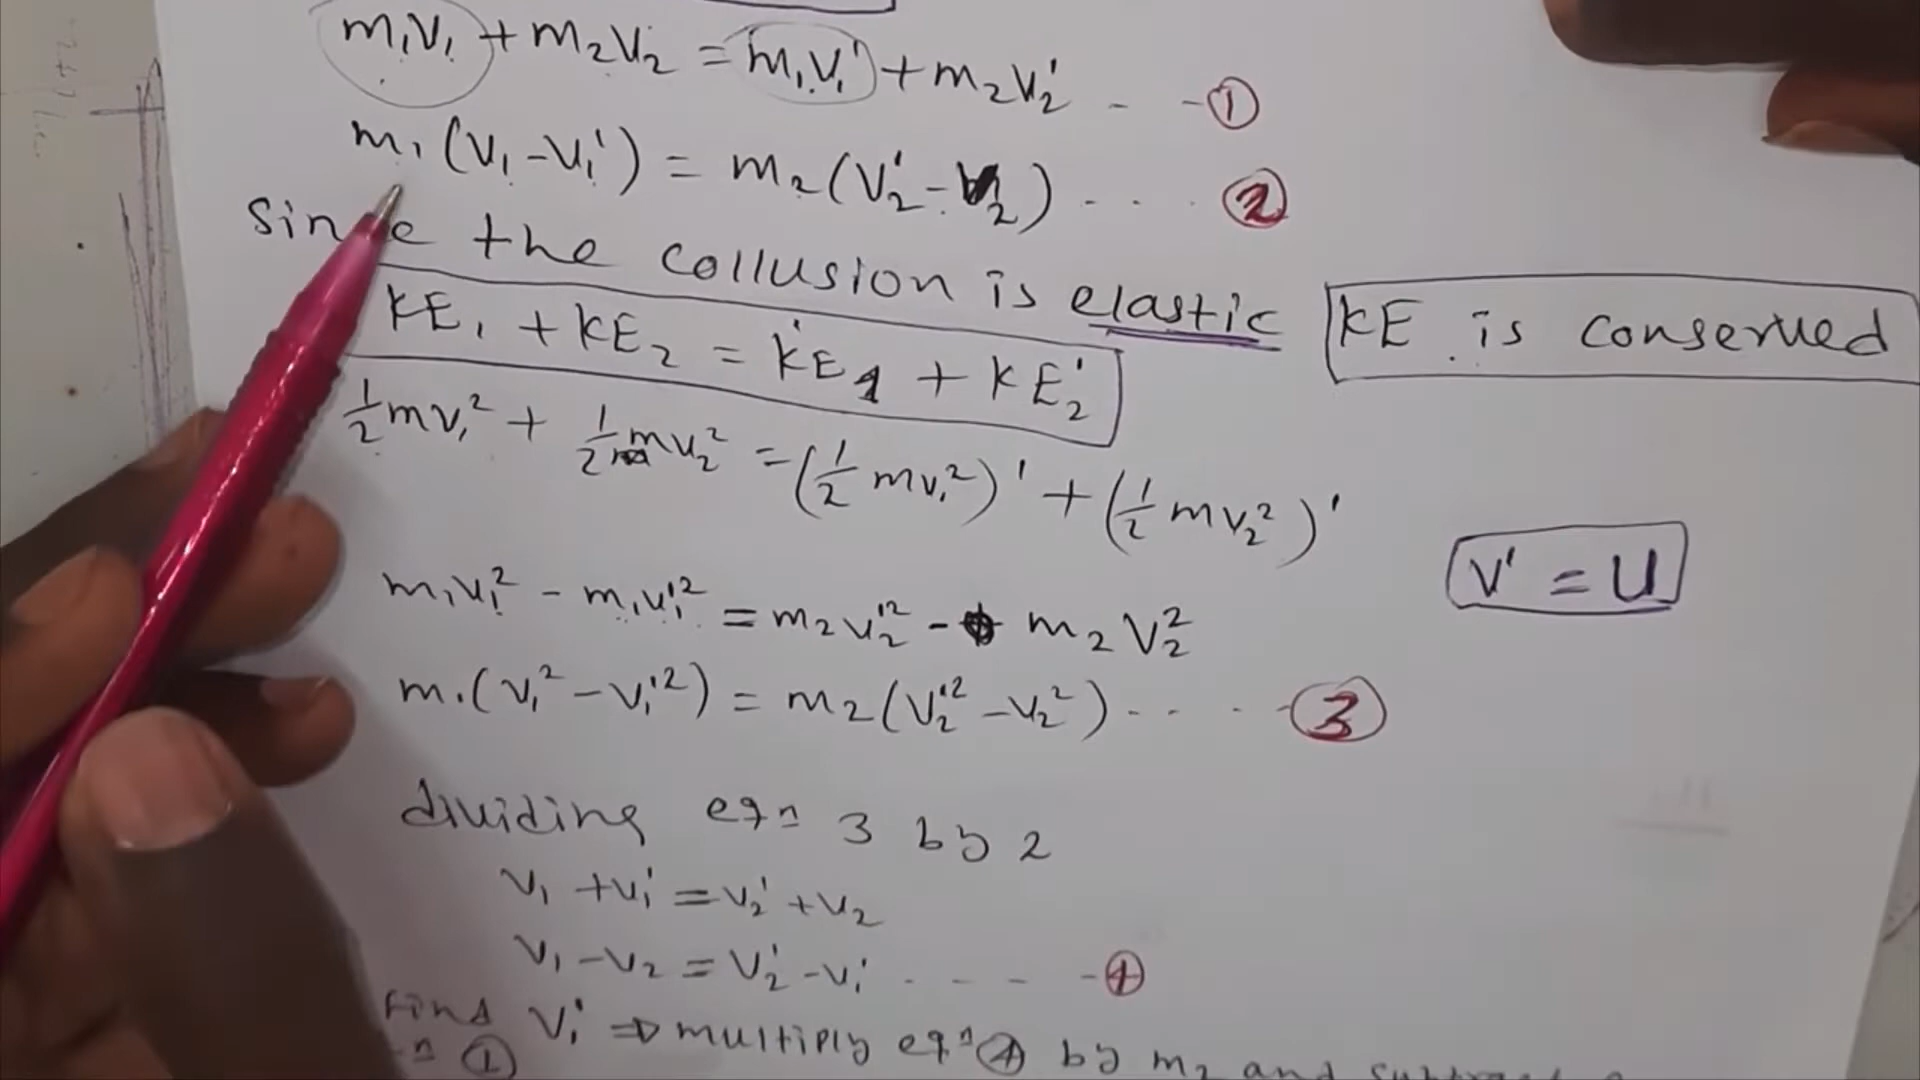 m₁v₁ + m₂v₂ = m₁v₁' + m₂v₂' - - ①
m₁(v₁ - v₁') = m₂(v₂' - v₂) - - - - ②
Since the collusion is elastic KE is conserved
KE₁ + KE₂ = KE₁' + KE₂'
½mv₁² + ½mv₂² = (½mv₁²)' + (½mv₂²)'
v' = u
m₁v₁² - m₁v₁'² = m₂v₂'² - m₂v₂²
m₁(v₁² - v₁'²) = m₂(v₂'² - v₂²) - - - - ③
dividing eqn 3 by 2
v₁ + v₁' = v₂' + v₂
v₁ - v₂ = v₂' - v₁' - - - - ④
Find v₁' ⇒ multiply eqn ④ by m₂ and
①